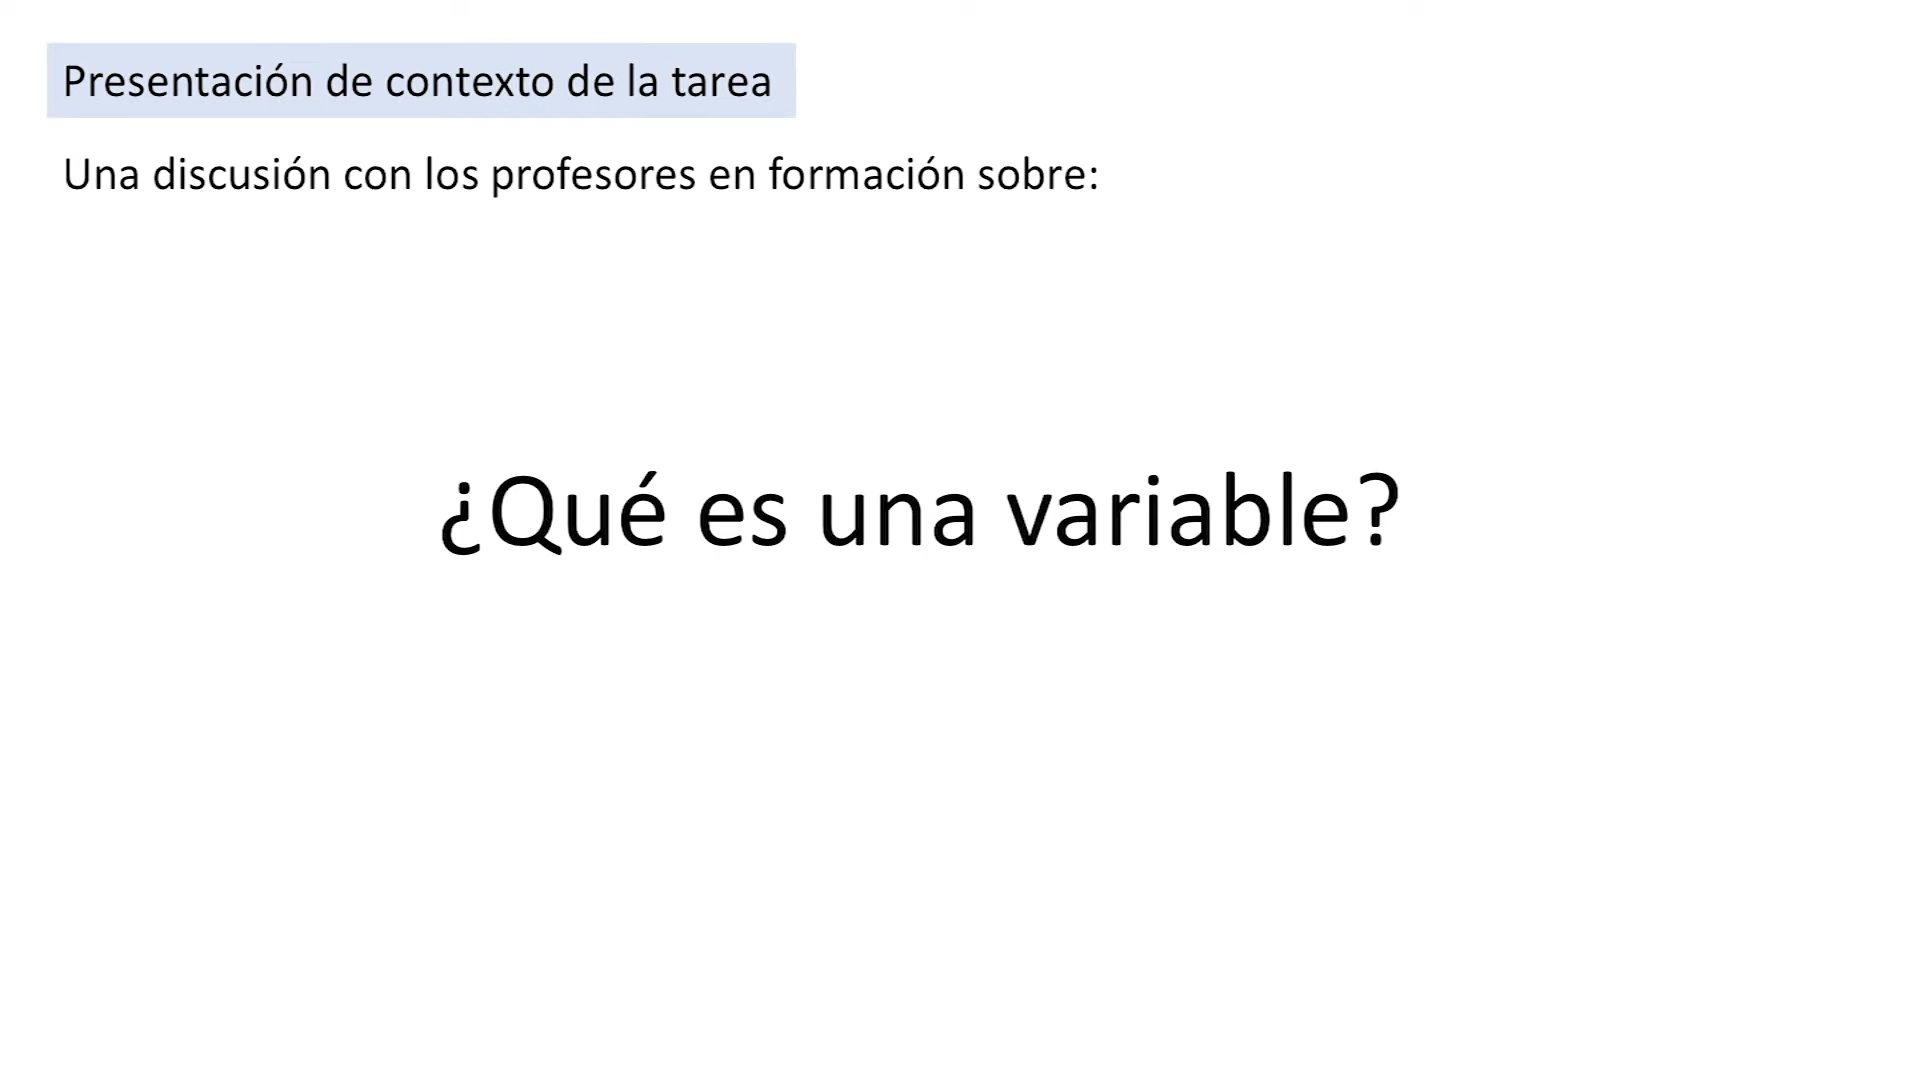 Presentación de contexto de la tarea
Una discusión con los profesores en formación sobre:
¿Qué es una variable?